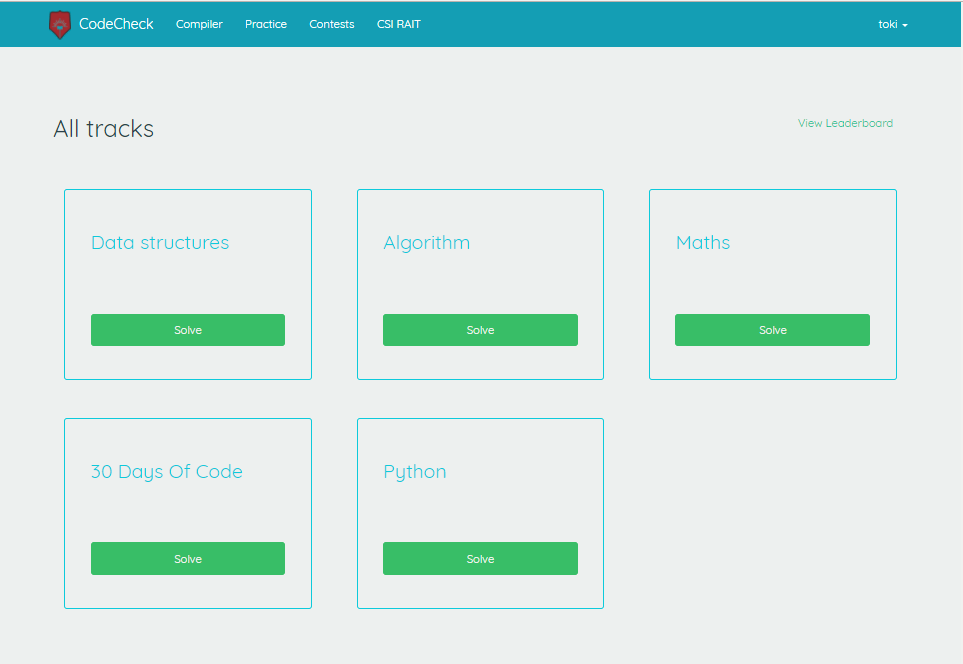 CodeCheck Compiler Practice Contests CSI RAIT toki
All tracks View Leaderboard
Data structures Algorithm Maths
Solve Solve Solve
30 Days Of Code Python
Solve Solve